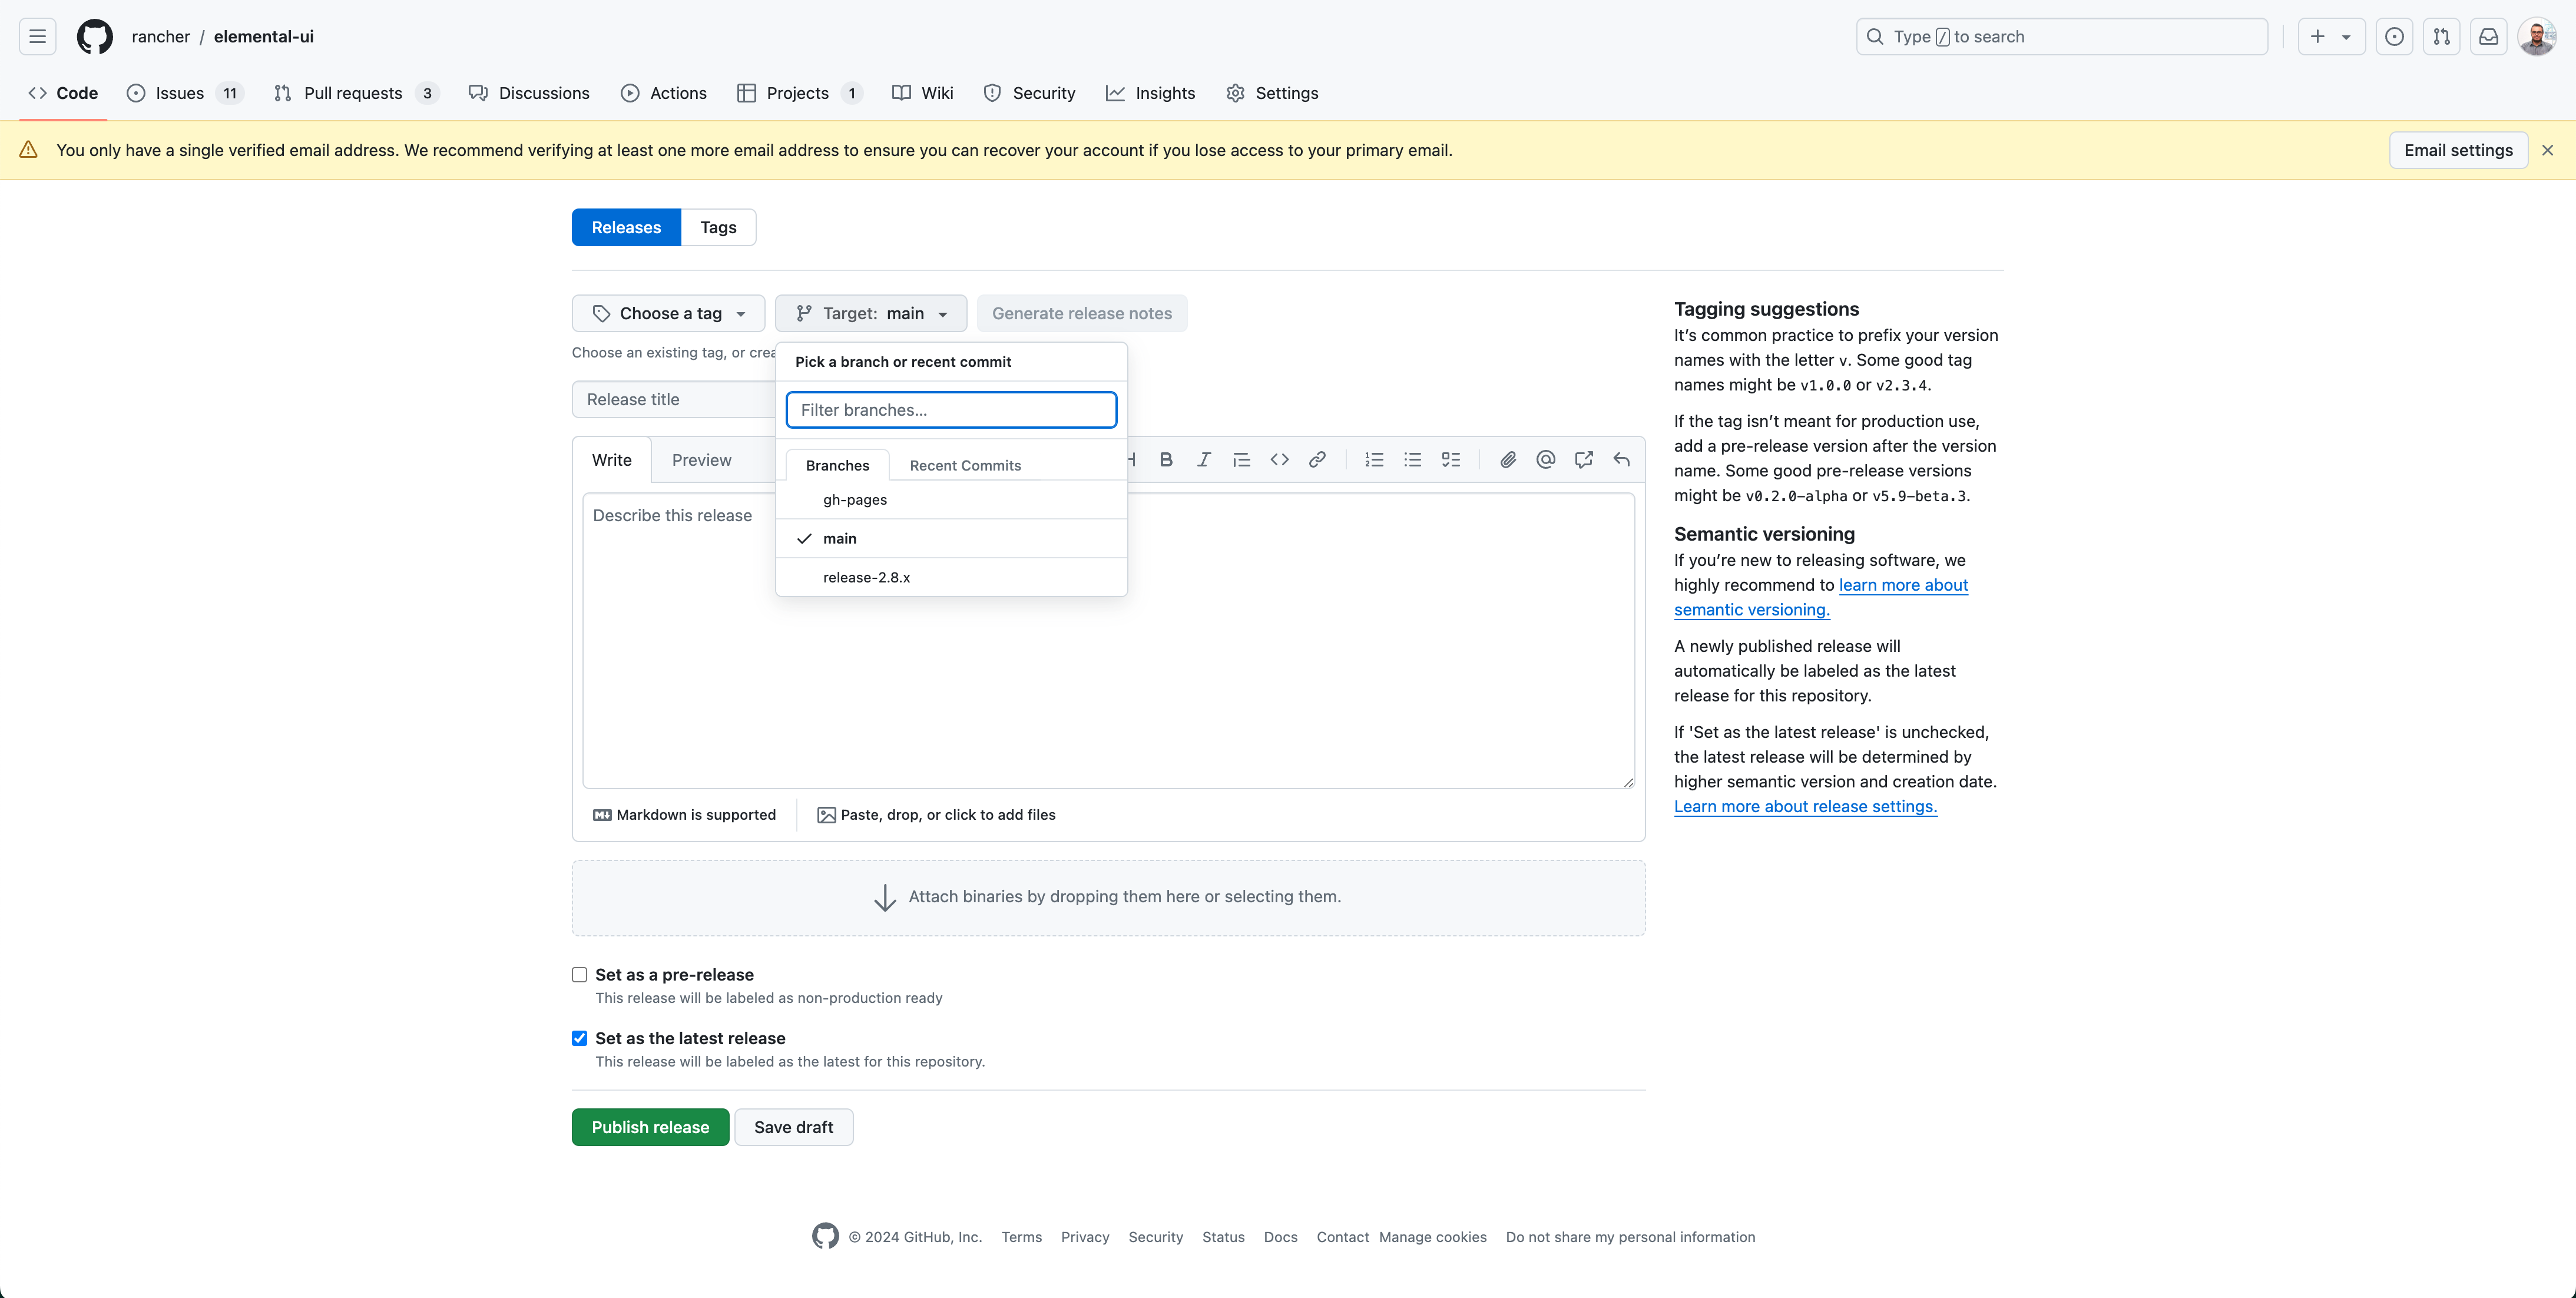 rancher / elemental-ui
Type / to search
Code
Issues 11
Pull requests 3
Discussions
Actions
Projects 1
Wiki
Security
Insights
Settings
You only have a single verified email address. We recommend verifying at least one more email address to ensure you can recover your account if you lose access to your primary email.
Email settings
Releases
Tags
Choose a tag
Target: main
Generate release notes
Choose an existing tag, or
Pick a branch or recent commit
Filter branches...
Branches
Recent Commits
gh-pages
main
release-2.8.x
Release title
Write
Preview
Describe this release
Markdown is supported
Paste, drop, or click to add files
Attach binaries by dropping them here or selecting them.
Set as a pre-release
This release will be labeled as non-production ready
Set as the latest release
This release will be labeled as the latest for this repository.
Publish release
Save draft
Tagging suggestions
It’s common practice to prefix your version
names with the letter v. Some good tag
names might be v1.0.0 or v2.3.4.
If the tag isn’t meant for production use,
add a pre-release version after the version
name. Some good pre-release versions
might be v0.2.0-alpha or v5.9-beta.3.
Semantic versioning
If you’re new to releasing software, we
highly recommend to learn more about
semantic versioning.
A newly published release will
automatically be labeled as the latest
release for this repository.
If 'Set as the latest release' is unchecked,
the latest release will be determined by
higher semantic version and creation date.
Learn more about release settings.
© 2024 GitHub, Inc.
Terms
Privacy
Security
Status
Docs
Contact
Manage cookies
Do not share my personal information